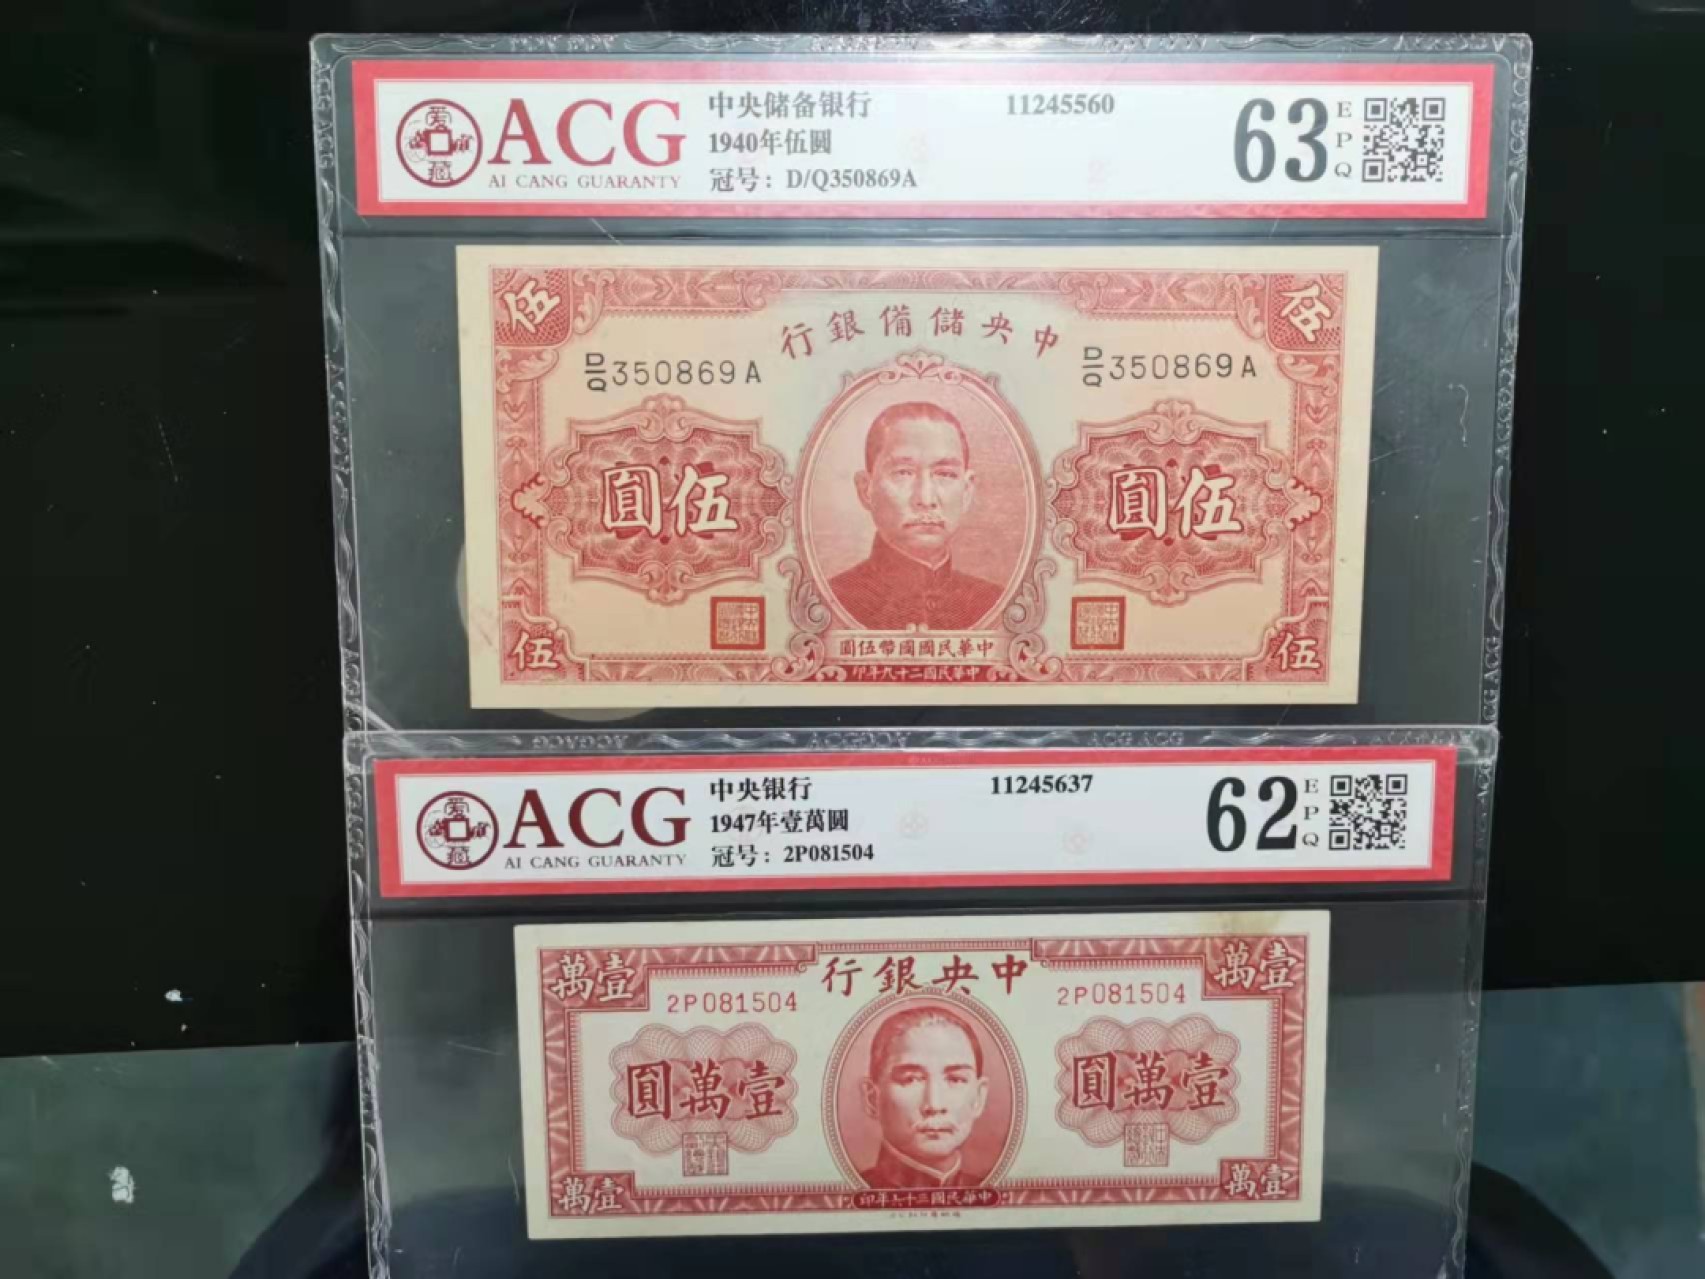 ACG
AI CANG GUARANTY
中央储备银行
1940年伍圆
冠号：D/Q350869A
11245560
63
EPQ
伍
伍
行銀備儲央中
D/Q350869A
D/Q350869A
圓伍
圓伍
圓伍幣國國民華中
伍
印年九十二國民華中
伍
ACG
AI CANG GUARANTY
中央银行
1947年壹萬圆
冠号：2P081504
11245637
62
EPQ
萬壹
行銀央中
萬壹
2P081504
2P081504
圓萬壹
圓萬壹
萬壹
印年六十三國民華中
萬壹